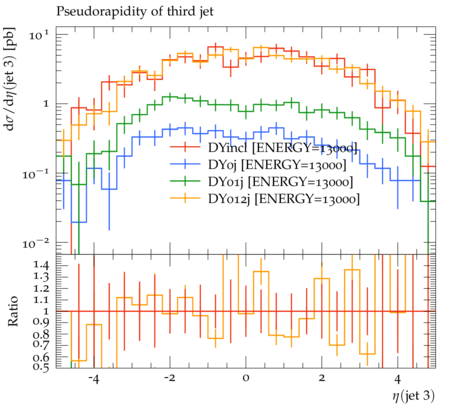 Pseudorapidity of third jet
dσ/dη(jet 3) [pb]
10¹
1
10⁻¹
10⁻²
DYincl [ENERGY=13000]
DY0j [ENERGY=13000]
DY01j [ENERGY=13000]
DY012j [ENERGY=13000]
Ratio
1.4
1.3
1.2
1.1
1
0.9
0.8
0.7
0.6
0.5
-4 -2 0 2 4
η(jet 3)